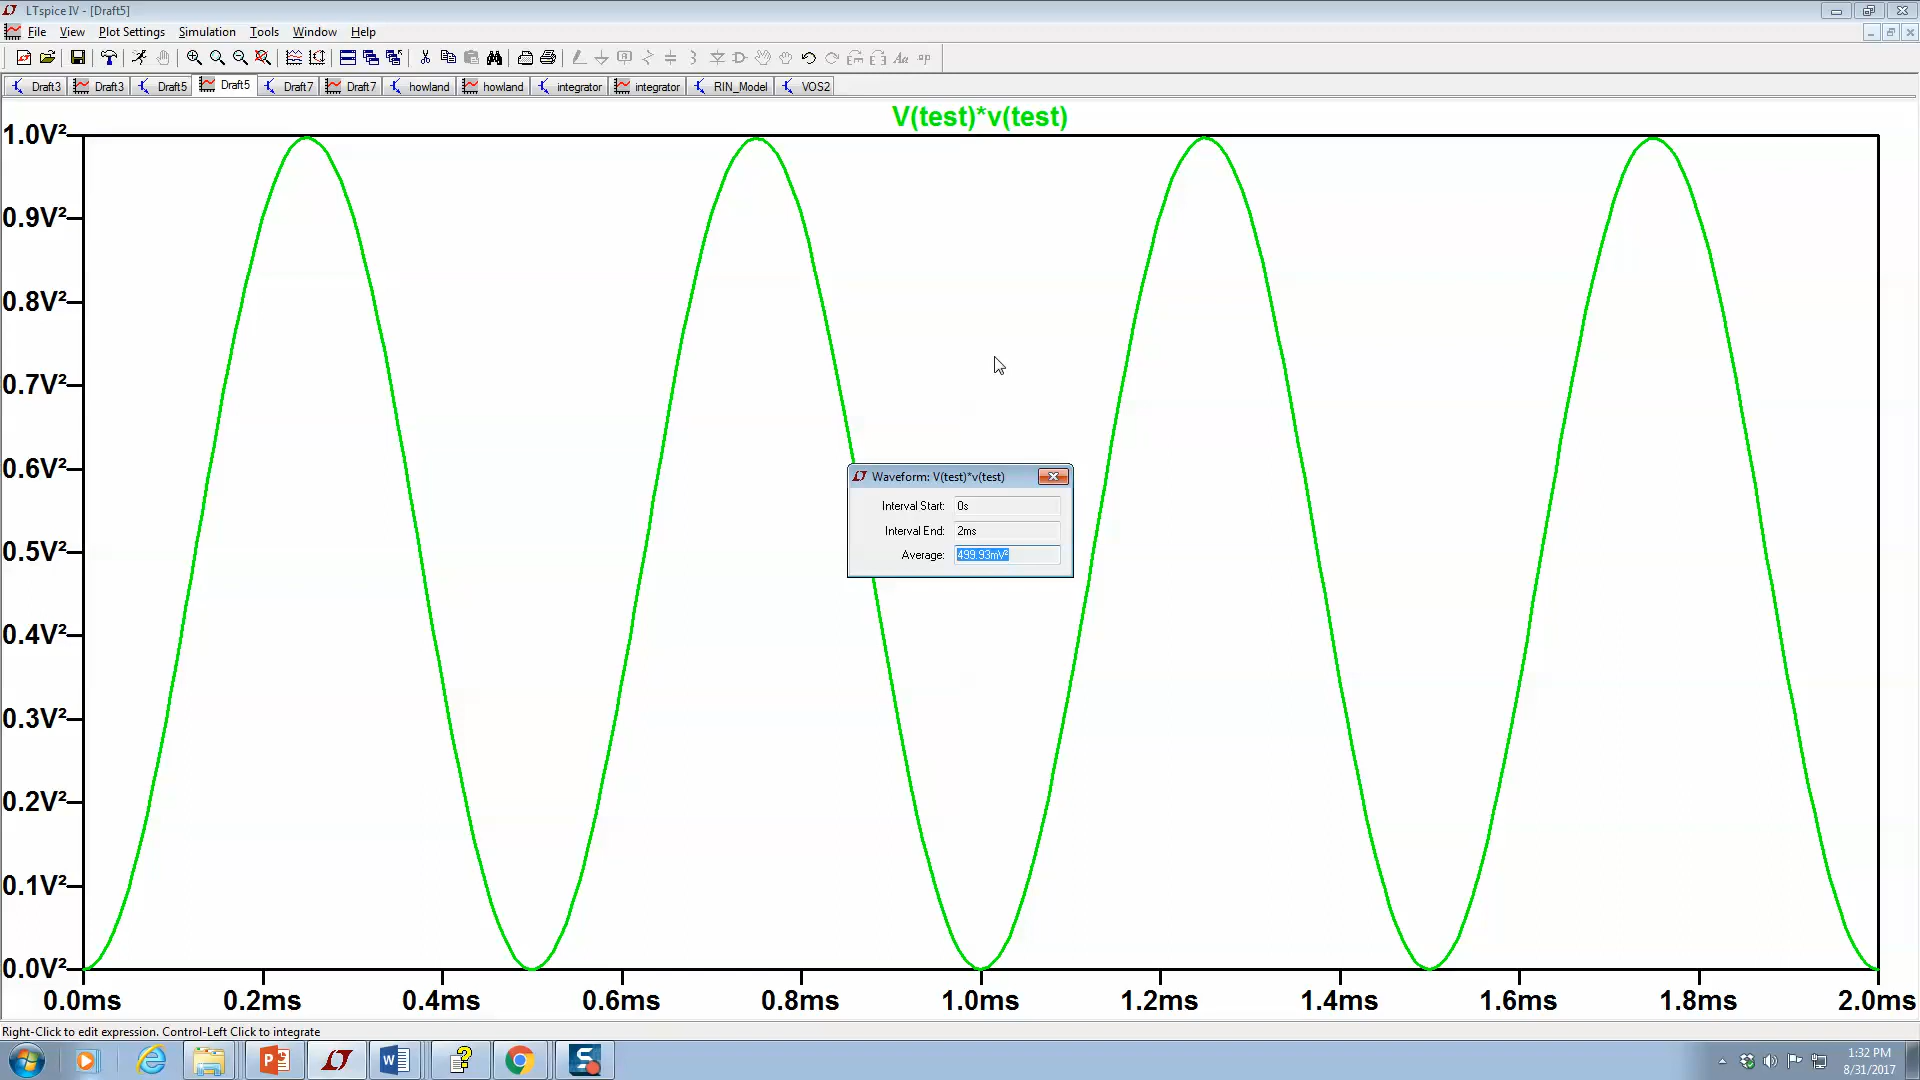 LTspice IV - [Draft5]
File View Plot Settings Simulation Tools Window Help
Draft3 Draft3 Draft5 Draft5 Draft7 Draft7 howland howland integrator integrator RIN_Model VOS2
V(test)*v(test)
1.0V²
0.9V²
0.8V²
0.7V²
0.6V²
0.5V²
0.4V²
0.3V²
0.2V²
0.1V²
0.0V²
Waveform: V(test)*v(test)
Interval Start: 0s
Interval End: 2ms
Average: 499.93mV²
0.0ms 0.2ms 0.4ms 0.6ms 0.8ms 1.0ms 1.2ms 1.4ms 1.6ms 1.8ms 2.0ms
Right-Click to edit expression. Control-Left Click to integrate
1:32 PM
8/31/2017